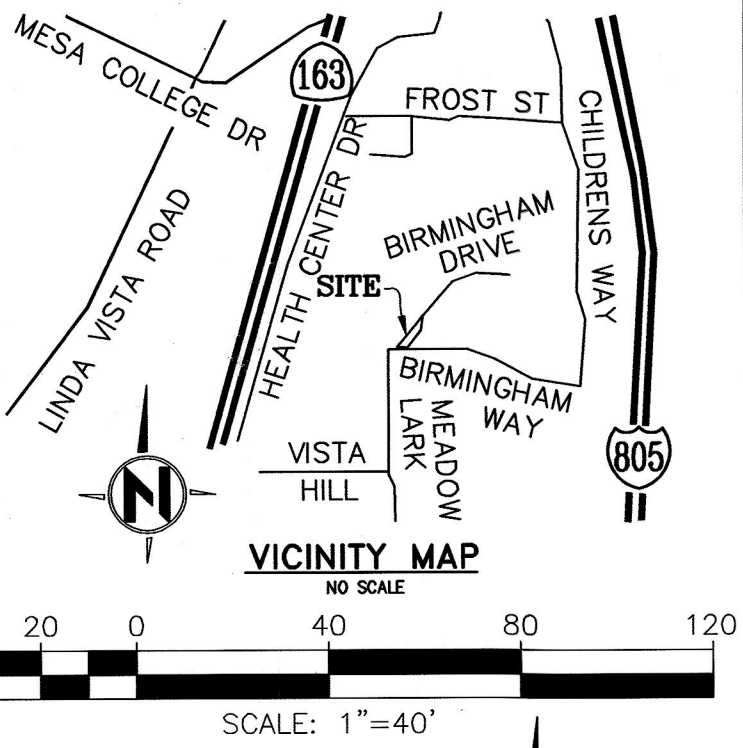 MESA COLLEGE DR
163
FROST ST
CHILDRENS WAY
HEALTH CENTER DR
LINDA VISTA ROAD
BIRMINGHAM
DRIVE
SITE
BIRMINGHAM
WAY
MEADOW
LARK
VISTA
HILL
805
N
VICINITY MAP
NO SCALE
20 0 40 80 120
SCALE: 1"=40'